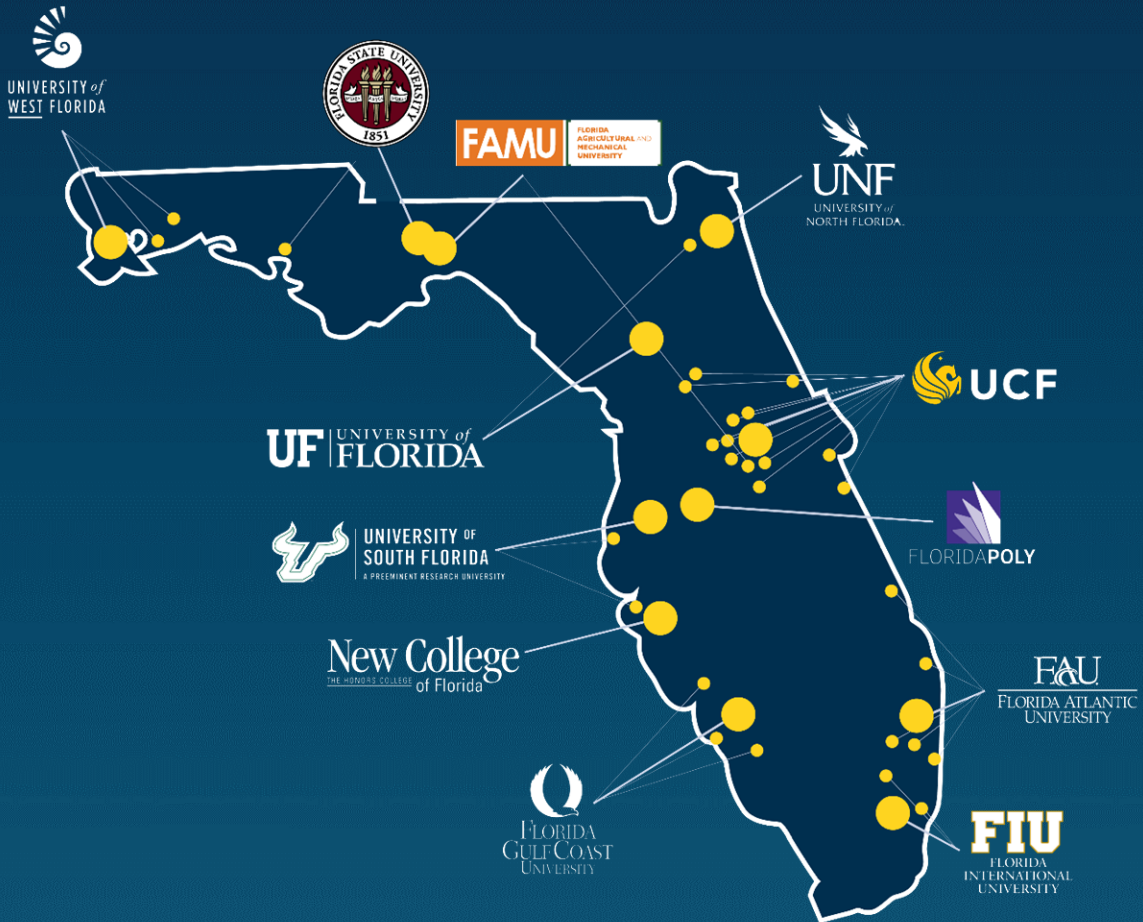 UNIVERSITY of
WEST FLORIDA
FLORIDA STATE UNIVERSITY
1851
FAMU
FLORIDA
AGRICULTURAL AND
MECHANICAL
UNIVERSITY
UNF
UNIVERSITY of
NORTH FLORIDA.
UCF
UF UNIVERSITY of
FLORIDA
UNIVERSITY OF
SOUTH FLORIDA
A PREEMINENT RESEARCH UNIVERSITY
FLORIDAPOLY
New College
THE HONORS COLLEGE of Florida
FAU
FLORIDA ATLANTIC
UNIVERSITY
FLORIDA
GULF COAST
UNIVERSITY
FIU
FLORIDA
INTERNATIONAL
UNIVERSITY